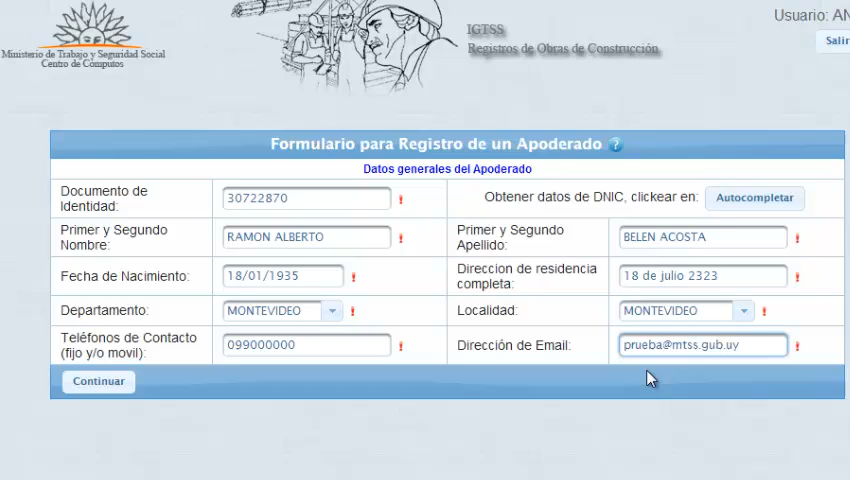 Usuario: AN
Ministerio de Trabajo y Seguridad Social
Centro de Cómputos
IGTSS
Registros de Obras de Construcción
Salir
Formulario para Registro de un Apoderado ?
Datos generales del Apoderado
Documento de Identidad: 30722870 ! Obtener datos de DNIC, clickear en: Autocompletar
Primer y Segundo Nombre: RAMON ALBERTO ! Primer y Segundo Apellido: BELEN ACOSTA !
Fecha de Nacimiento: 18/01/1935 ! Direccion de residencia completa: 18 de julio 2323 !
Departamento: MONTEVIDEO ! Localidad: MONTEVIDEO !
Teléfonos de Contacto (fijo y/o movil): 099000000 ! Dirección de Email: prueba@mtss.gub.uy !
Continuar